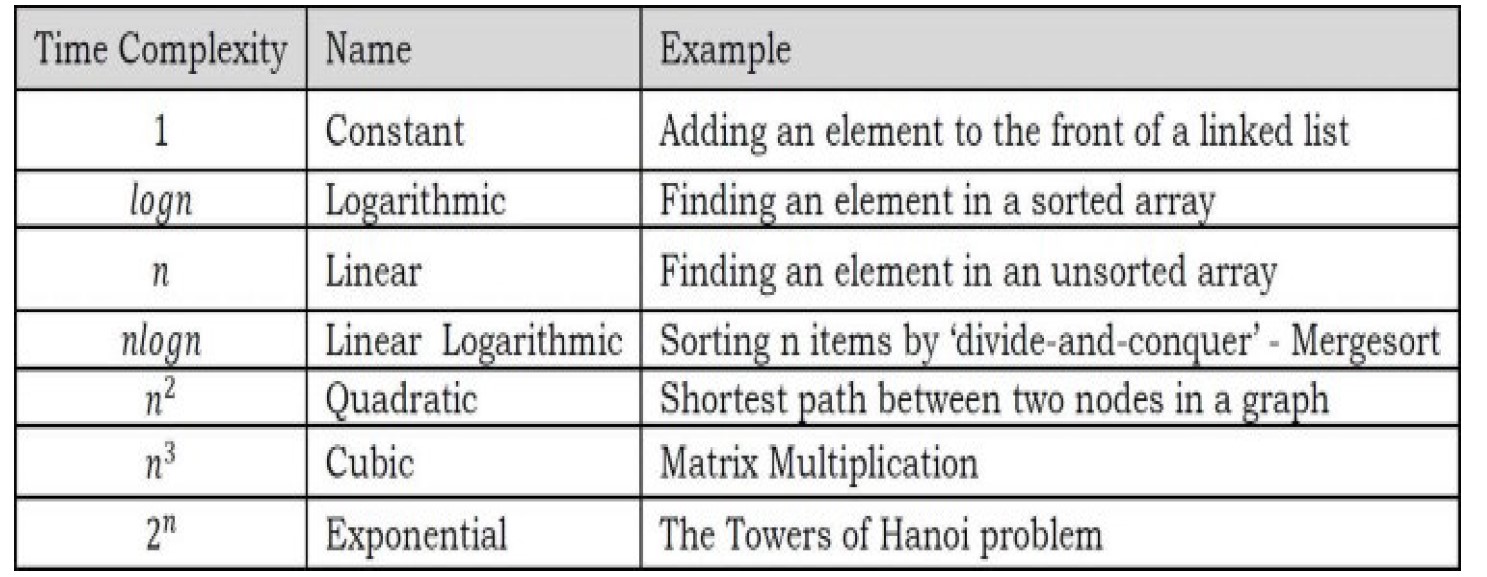 Time Complexity Name Example
1 Constant Adding an element to the front of a linked list
logn Logarithmic Finding an element in a sorted array
n Linear Finding an element in an unsorted array
nlogn Linear Logarithmic Sorting n items by ‘divide-and-conquer’ - Mergesort
n² Quadratic Shortest path between two nodes in a graph
n³ Cubic Matrix Multiplication
2ⁿ Exponential The Towers of Hanoi problem